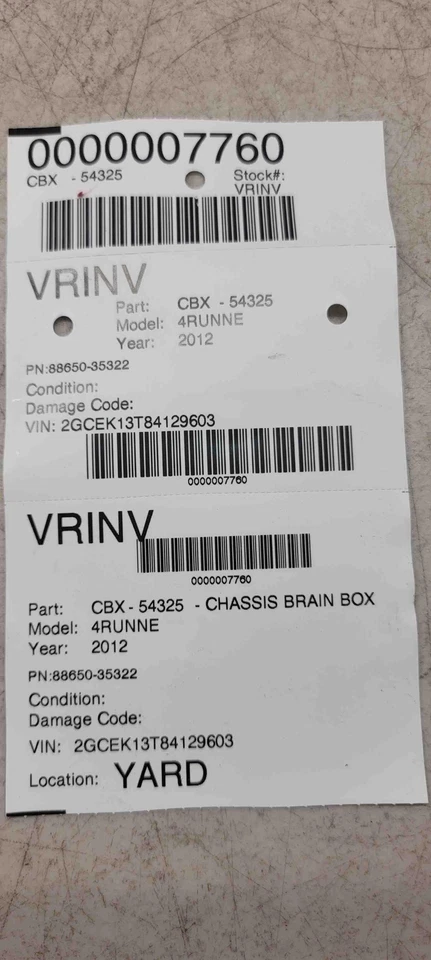 0000007760
CBX - 54325
Stock#:
VRINV
VRINV
Part: CBX - 54325
Model: 4RUNNE
Year: 2012
PN:88650-35322
Condition:
Damage Code:
VIN: 2GCEK13T84129603
0000007760
VRINV
0000007760
Part: CBX - 54325 - CHASSIS BRAIN BOX
Model: 4RUNNE
Year: 2012
PN:88650-35322
Condition:
Damage Code:
VIN: 2GCEK13T84129603
Location: YARD